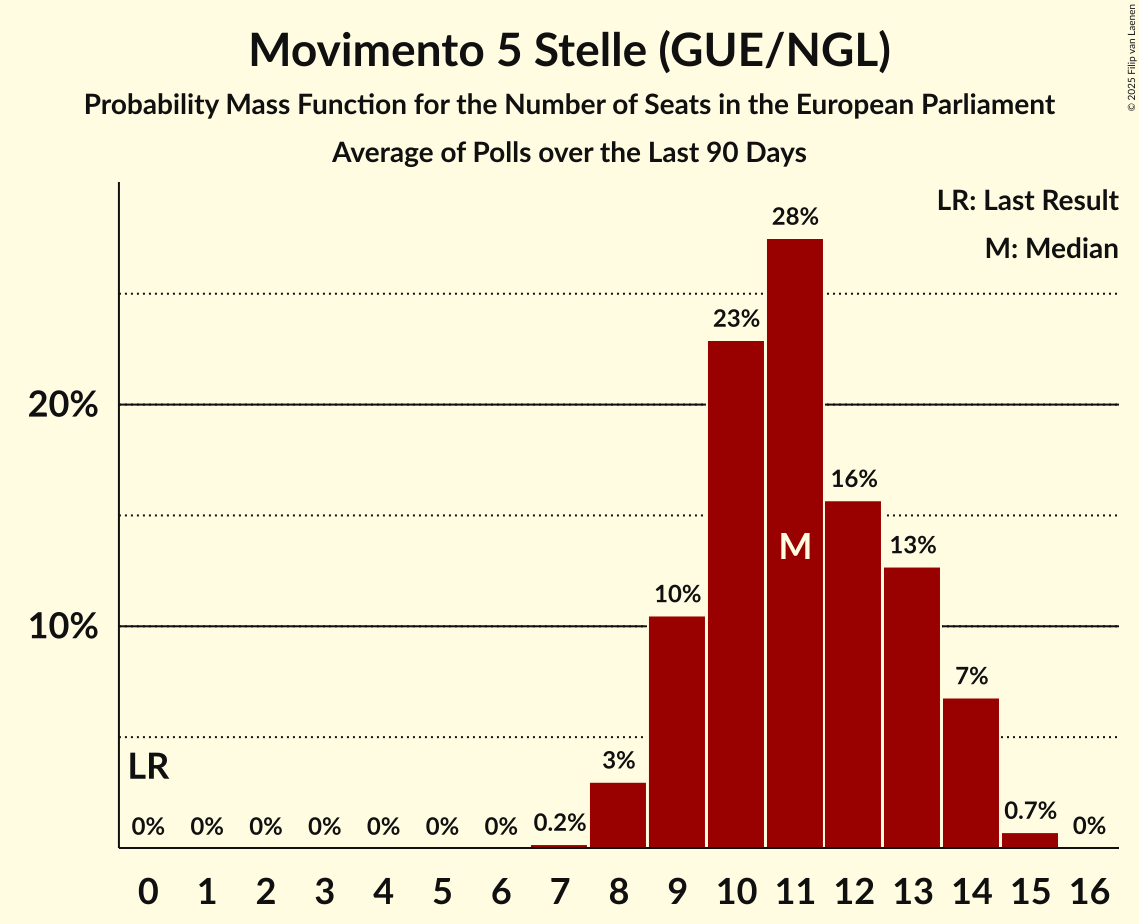 Movimento 5 Stelle (GUE/NGL)
Probability Mass Function for the Number of Seats in the European Parliament
Average of Polls over the Last 90 Days
© 2025 Filip van Laenen
LR: Last Result
M: Median
28%
23%
20%
16%
M
13%
10%
10%
7%
LR
3%
0% 0% 0% 0% 0% 0% 0% 0.2% 0.7% 0%
0 1 2 3 4 5 6 7 8 9 10 11 12 13 14 15 16